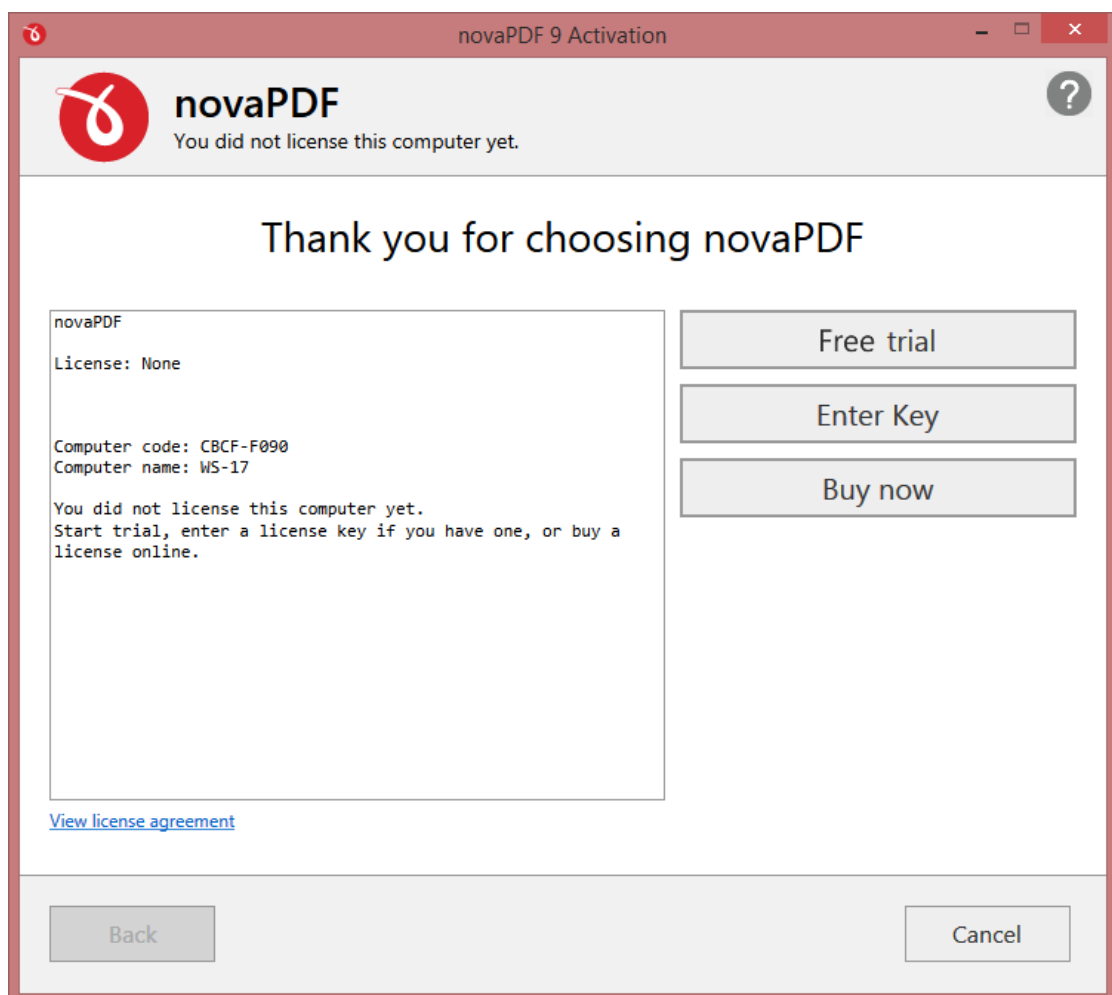 novaPDF 9 Activation
novaPDF
You did not license this computer yet.
?
Thank you for choosing novaPDF
novaPDF
License: None
Computer code: CBCF-F090
Computer name: WS-17
You did not license this computer yet.
Start trial, enter a license key if you have one, or buy a
license online.
Free trial
Enter Key
Buy now
View license agreement
Back
Cancel